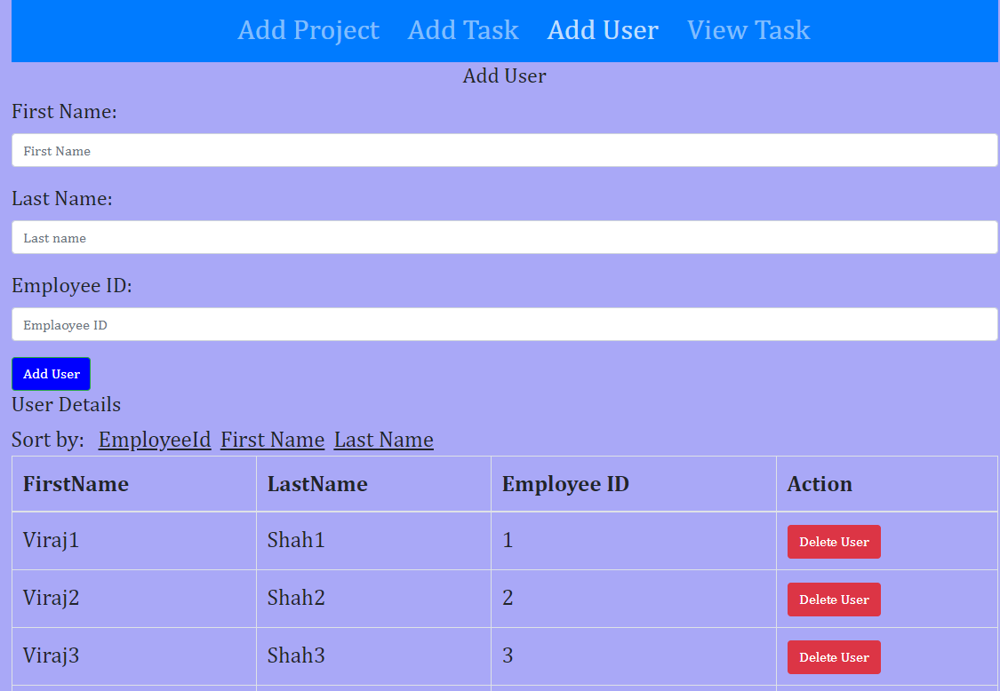 Add Project Add Task Add User View Task
Add User
First Name:
First Name
Last Name:
Last name
Employee ID:
Emplaoyee ID
Add User
User Details
Sort by: EmployeeId First Name Last Name
FirstName LastName Employee ID Action
Viraj1 Shah1 1 Delete User
Viraj2 Shah2 2 Delete User
Viraj3 Shah3 3 Delete User